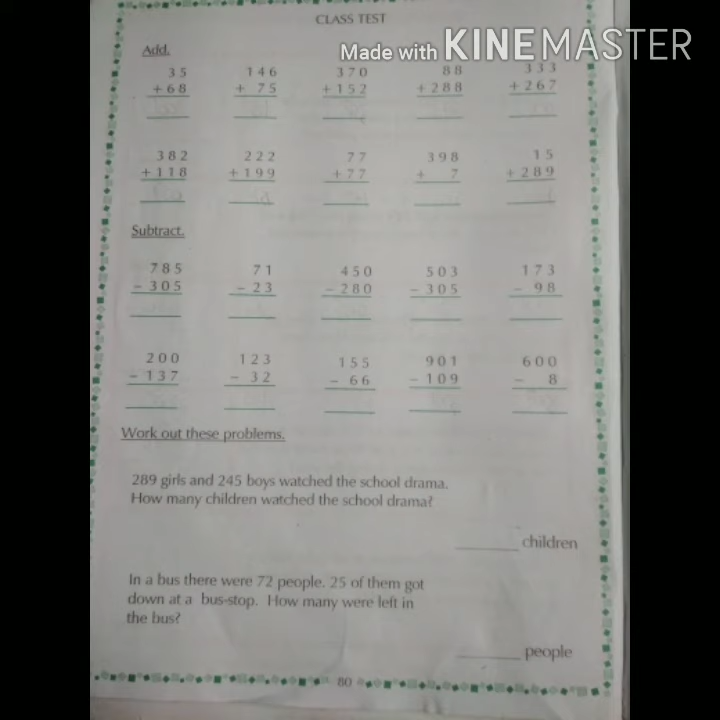 CLASS TEST
Made with KINEMASTER
Add.
35 146 370 88 333
+68 + 75 +152 +288 +267
382 222 77 398 15
+118 +199 +77 + 7 +289
Subtract.
785 71 450 503 173
- 305 - 23 - 280 - 305 - 98
200 123 155 901 600
- 137 - 32 - 66 - 109 - 8
Work out these problems.
289 girls and 245 boys watched the school drama.
How many children watched the school drama?
______ children
In a bus there were 72 people. 25 of them got
down at a bus-stop. How many were left in
the bus?
______ people
80